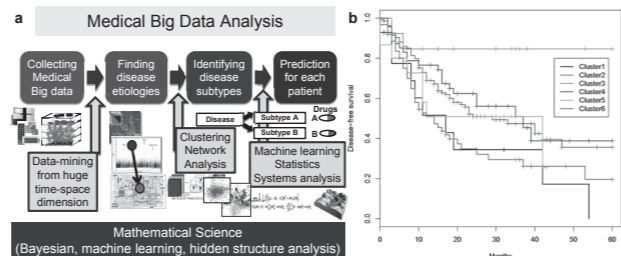 a
Medical Big Data Analysis
Collecting
Medical
Big data
Finding
disease
etiologies
Identifying
disease
subtypes
Prediction
for each
patient
Data-mining
from huge
time-space
dimension
Clustering
Network
Analysis
Disease
Subtype A
Subtype B
Drugs
A
B
Machine learning
Statistics
Systems analysis
Mathematical Science
(Bayesian, machine learning, hidden structure analysis)
b
Disease-free survival
1.0
0.8
0.6
0.4
0.2
0.0
Cluster1
Cluster2
Cluster3
Cluster4
Cluster5
Cluster6
0
10
20
30
40
50
60